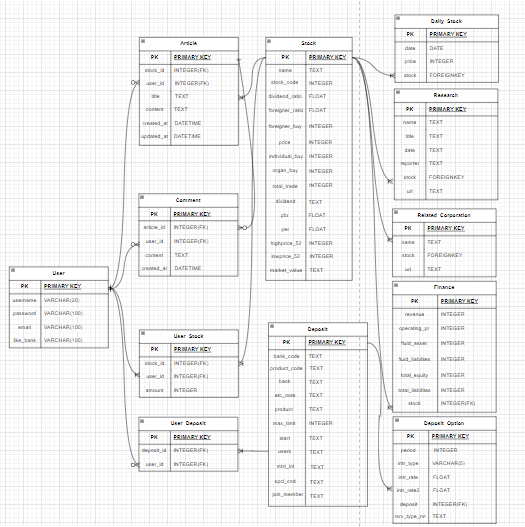 Article
PK PRIMARY KEY
stock_id INTEGER(FK)
user_id INTEGER(FK)
title TEXT
content TEXT
created_at DATETIME
updated_at DATETIME
Comment
PK PRIMARY KEY
article_id INTEGER(FK)
user_id INTEGER(FK)
content TEXT
created_at DATETIME
User
PK PRIMARY KEY
username VARCHAR(20)
password VARCHAR(100)
email VARCHAR(100)
like_bank VARCHAR(100)
User Stock
PK PRIMARY KEY
stock_id INTEGER(FK)
user_id INTEGER(FK)
amount INTEGER
User Deposit
PK PRIMARY KEY
deposit_id INTEGER(FK)
user_id INTEGER(FK)
Stock
PK PRIMARY KEY
name TEXT
stock_code INTEGER
dividend_ratio FLOAT
foreigner_ratio FLOAT
foreigner_buy INTEGER
price INTEGER
individual_buy INTEGER
organ_buy INTEGER
total_trade INTEGER
dividend TEXT
pbr FLOAT
per FLOAT
highprice_52 INTEGER
lowprice_52 INTEGER
market_value TEXT
Deposit
PK PRIMARY KEY
bank_code TEXT
product_code TEXT
bank TEXT
etc_note TEXT
product TEXT
max_limit INTEGER
start TEXT
users TEXT
mtrt_int TEXT
spcl_cnd TEXT
join_member TEXT
Daily Stock
PK PRIMARY KEY
date DATE
price INTEGER
stock FOREIGNKEY
Research
PK PRIMARY KEY
name TEXT
title TEXT
date TEXT
reporter TEXT
stock FOREIGNKEY
url TEXT
Related Corporation
PK PRIMARY KEY
name TEXT
stock FOREIGNKEY
url TEXT
Finance
PK PRIMARY KEY
revenue INTEGER
operating_pr INTEGER
fluid_asset INTEGER
fluid_liabilites INTEGER
total_equity INTEGER
total_liabilites INTEGER
stock INTEGER(FK)
Deposit Option
PK PRIMARY KEY
period INTEGER
intr_type VARCHAR(5)
intr_rate FLOAT
intr_rate2 FLOAT
deposit INTEGER(FK)
TEXT